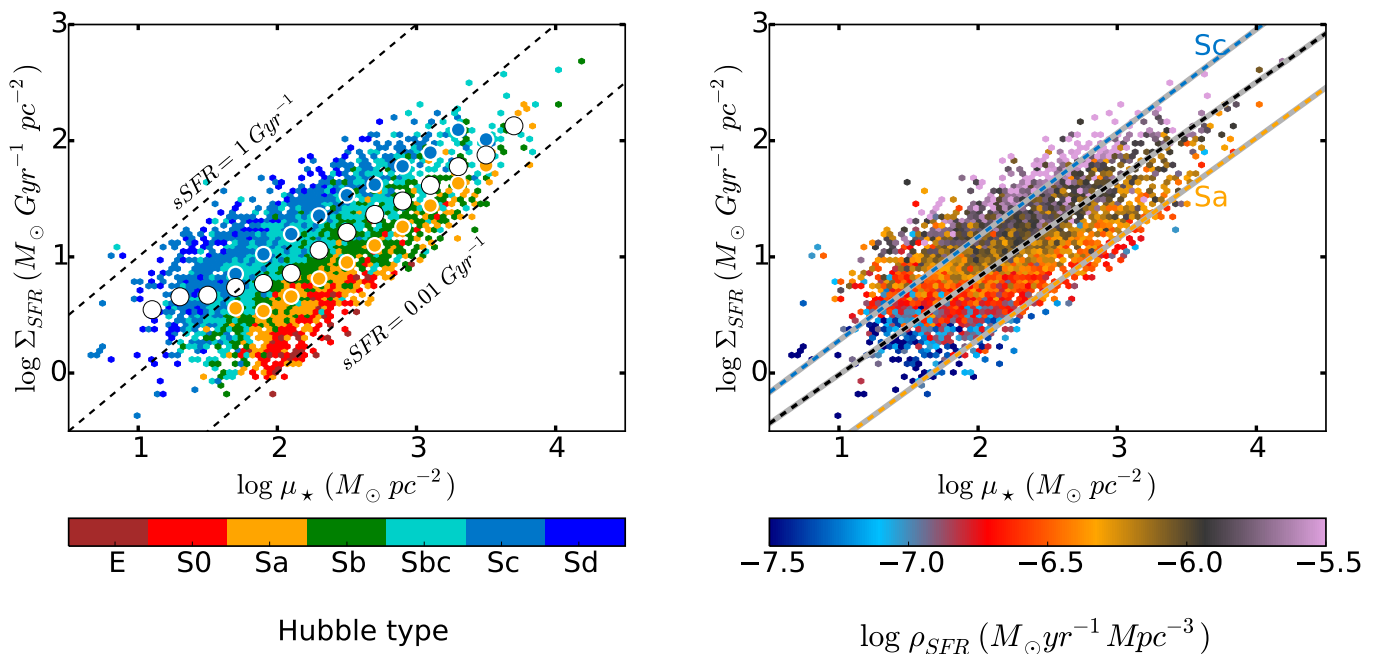 3
2
1
0
log Σ_SFR (M_⊙ Gyr^−1 pc^−2)
sSFR = 1 Gyr^−1
sSFR = 0.01 Gyr^−1
1 2 3 4
log μ_⋆ (M_⊙ pc^−2)
E S0 Sa Sb Sbc Sc Sd
Hubble type
3
2
1
0
log Σ_SFR (M_⊙ Gyr^−1 pc^−2)
Sc
Sa
1 2 3 4
log μ_⋆ (M_⊙ pc^−2)
−7.5 −7.0 −6.5 −6.0 −5.5
log ρ_SFR (M_⊙ yr^−1 Mpc^−3)